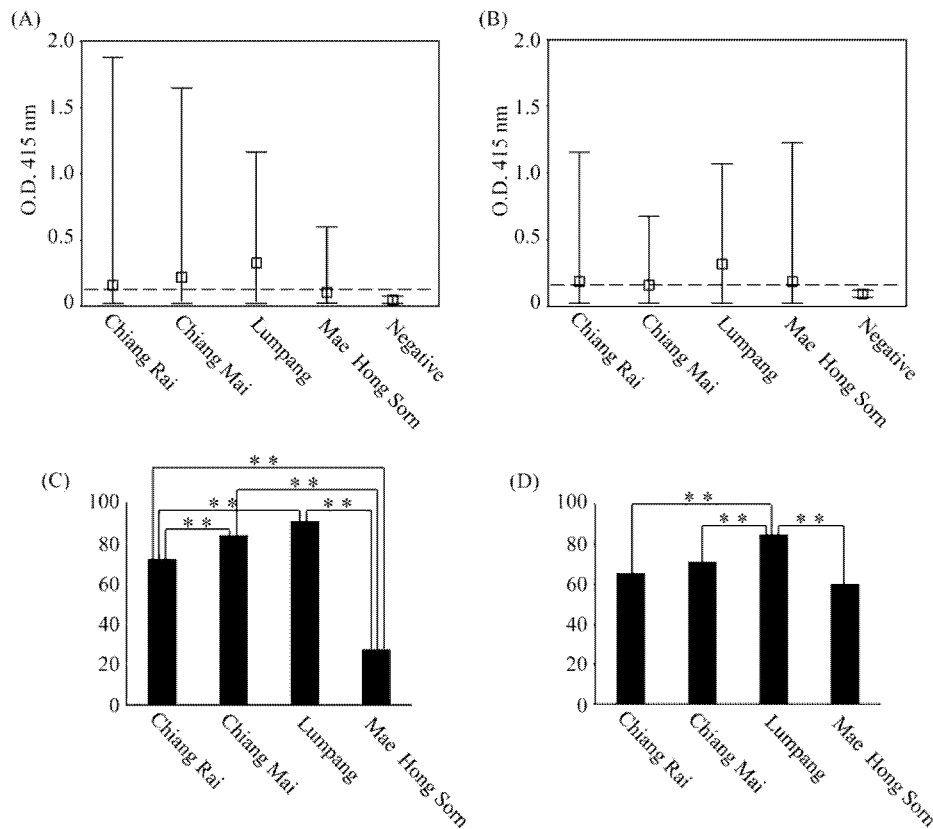 (A)
(B)
2.0
1.5
1.0
0.5
0
O.D. 415 nm
Chiang Rai
Chiang Mai
Lumpang
Mae Hong Sorn
Negative
2.0
1.5
1.0
0.5
0
O.D. 415 nm
Chiang Rai
Chiang Mai
Lumpang
Mae Hong Sorn
Negative
(C)
(D)
100
80
60
40
20
0
* *
* *
* *
* *
* *
Chiang Rai
Chiang Mai
Lumpang
Mae Hong Sorn
100
80
60
40
20
0
* *
* *
* *
Chiang Rai
Chiang Mai
Lumpang
Mae Hong Sorn